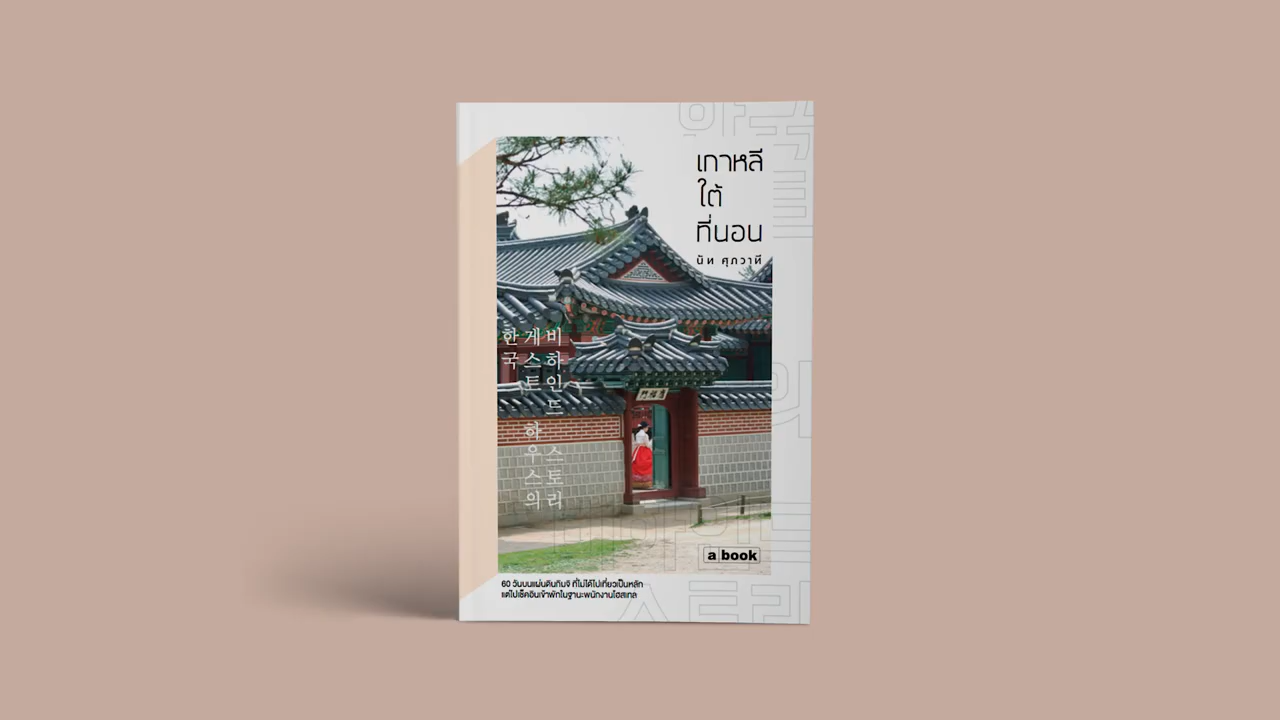 เกาหลี
ใต้
ที่นอน
นัท ศุภวาที
한국
게스트 하우스의
비하인드 스토리
a book
60 วันบนแผ่นดินกิมจิ ที่ไม่ได้ไปเที่ยวเป็นหลัก
แต่ไปเช็คอินเข้าพักในฐานะพนักงานโฮสเทล